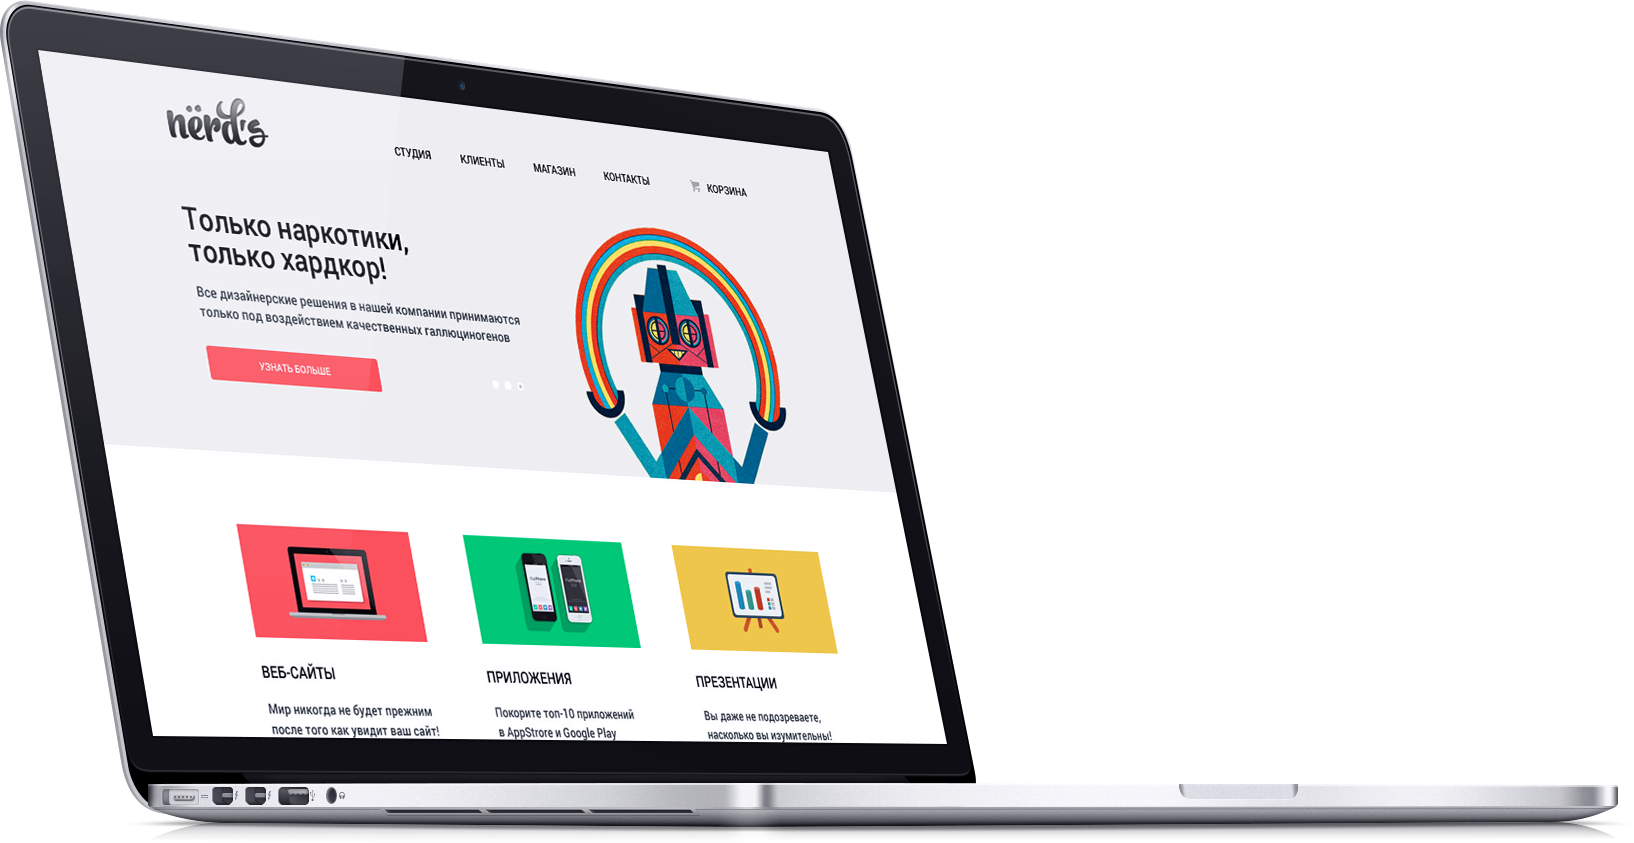 nërd's
СТУДИЯ
КЛИЕНТЫ
МАГАЗИН
КОНТАКТЫ
КОРЗИНА
Только наркотики,
только хардкор!
Все дизайнерские решения в нашей компании принимаются
только под воздействием качественных галлюциногенов
УЗНАТЬ БОЛЬШЕ
ВЕБ-САЙТЫ
Мир никогда не будет прежним
после того как увидит ваш сайт!
ПРИЛОЖЕНИЯ
Покорите топ-10 приложений
в AppStrore и Google Play
ПРЕЗЕНТАЦИИ
Вы даже не подозреваете,
насколько вы изумительны!